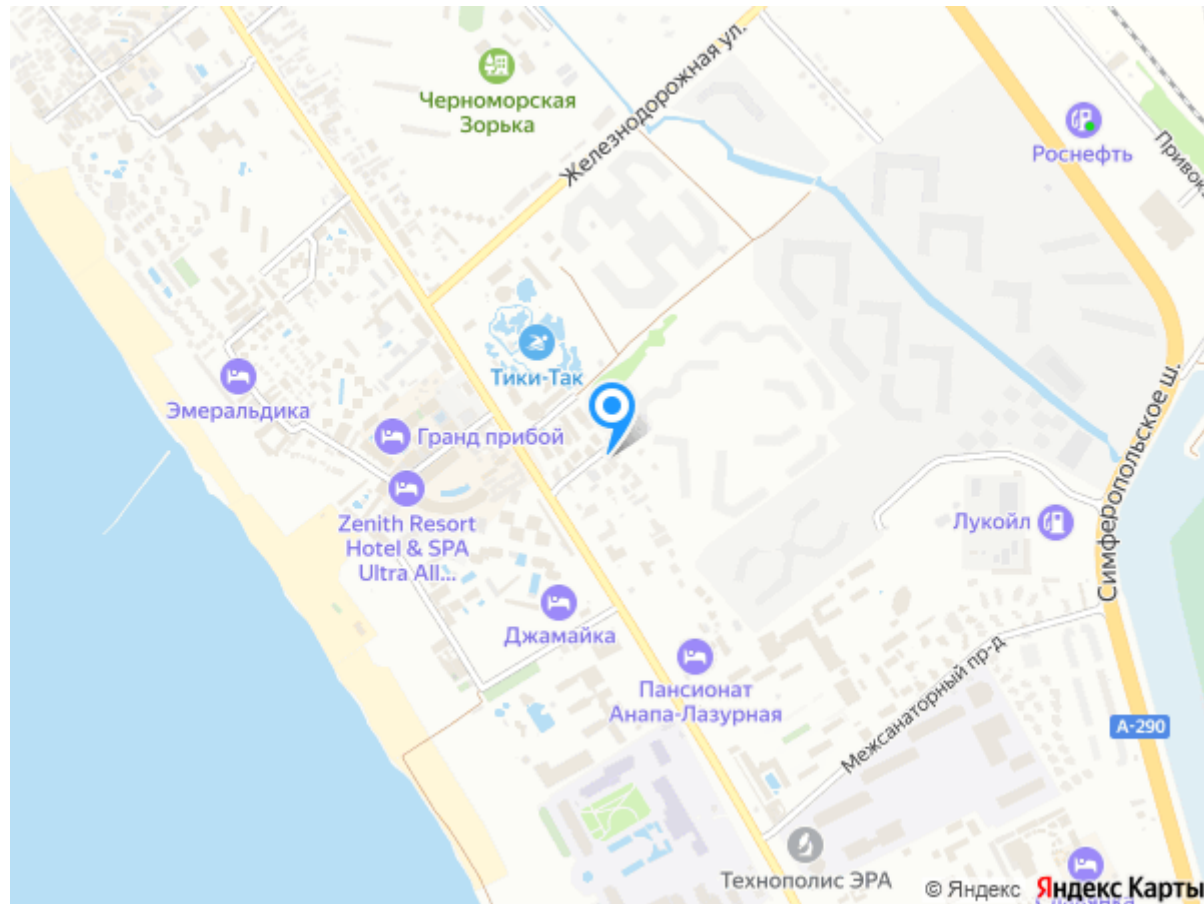 Черноморская
Зорька
Железнодорожная ул.
Роснефть
Тики-Так
Эмеральдика
Гранд прибой
Zenith Resort
Hotel & SPA
Ultra All...
Лукойл
Симферопольское ш.
Джамайка
Пансионат
Анапа-Лазурная
Межсанаторный пр-д
А-290
Технополис ЭРА
© Яндекс Яндекс Карты